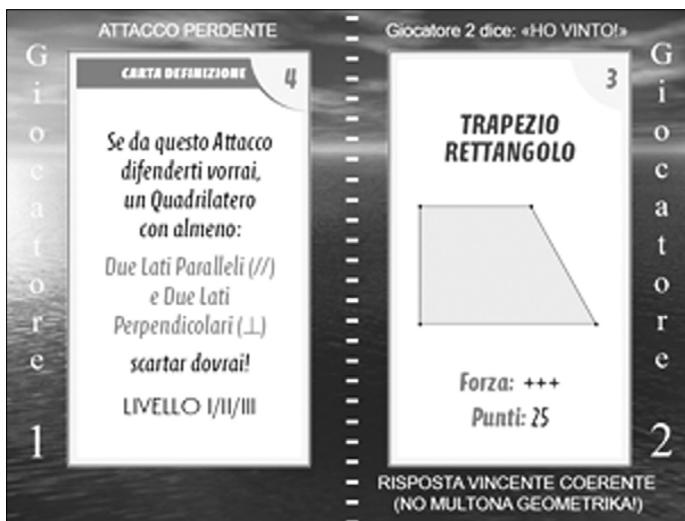 ATTACCO PERDENTE
Giocatore 1
CARTA DEFINIZIONE
4
Se da questo Attacco
difenderti vorrai,
un Quadrilatero
con almeno:
Due Lati Paralleli (//)
e Due Lati
Perpendicolari (⊥)
scartar dovrai!
LIVELLO I/II/III
Giocatore 2 dice: «HO VINTO!»
3
TRAPEZIO
RETTANGOLO
Forza: +++
Punti: 25
Giocatore 2
RISPOSTA VINCENTE COERENTE
(NO MULTONA GEOMETRIKA!)